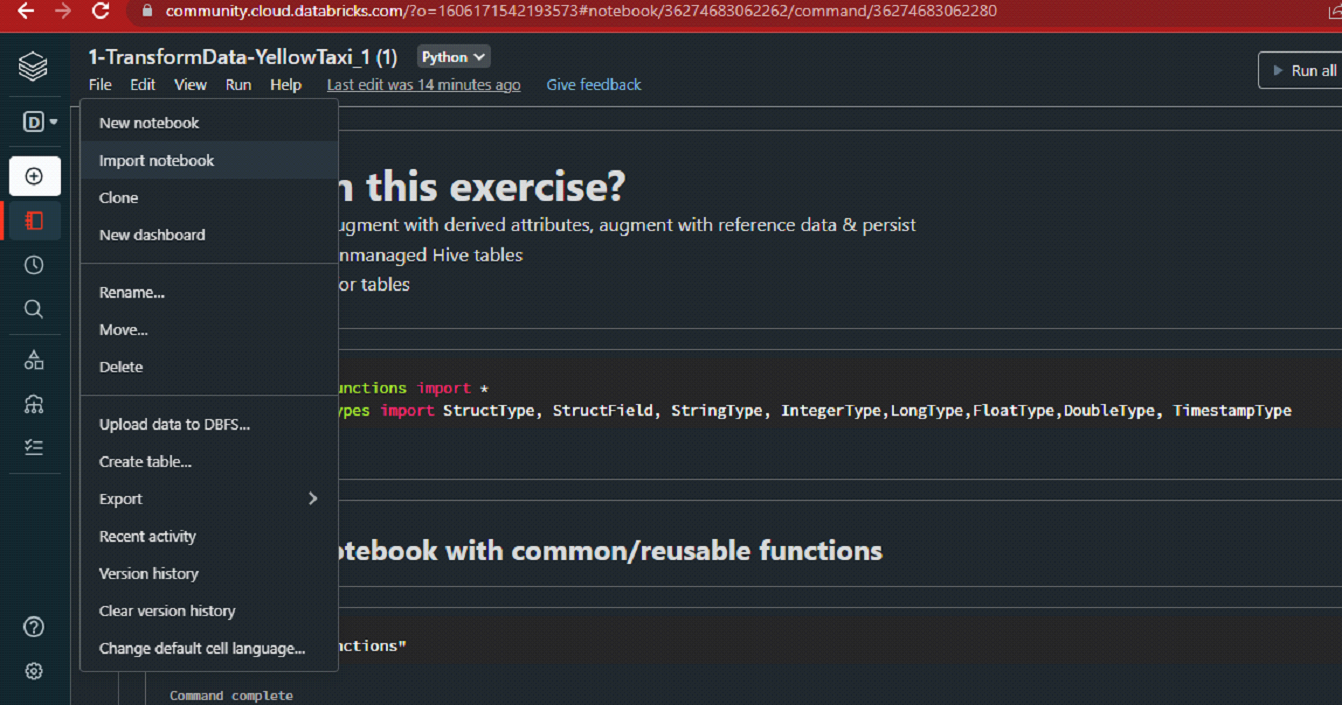 community.cloud.databricks.com/?o=1606171542193573#notebook/36274683062262/command/36274683062280
1-TransformData-YellowTaxi_1 (1) Python
File Edit View Run Help Last edit was 14 minutes ago Give feedback
Run all
D
New notebook
Import notebook
Clone
New dashboard
Rename...
Move...
Delete
Upload data to DBFS...
Create table...
Export
Recent activity
Version history
Clear version history
Change default cell language...
n this exercise?
ugment with derived attributes, augment with reference data & persist
nmanaged Hive tables
or tables
unctions import *
ypes import StructType, StructField, StringType, IntegerType,LongType,FloatType,DoubleType, TimestampType
otebook with common/reusable functions
nctions"
Command complete